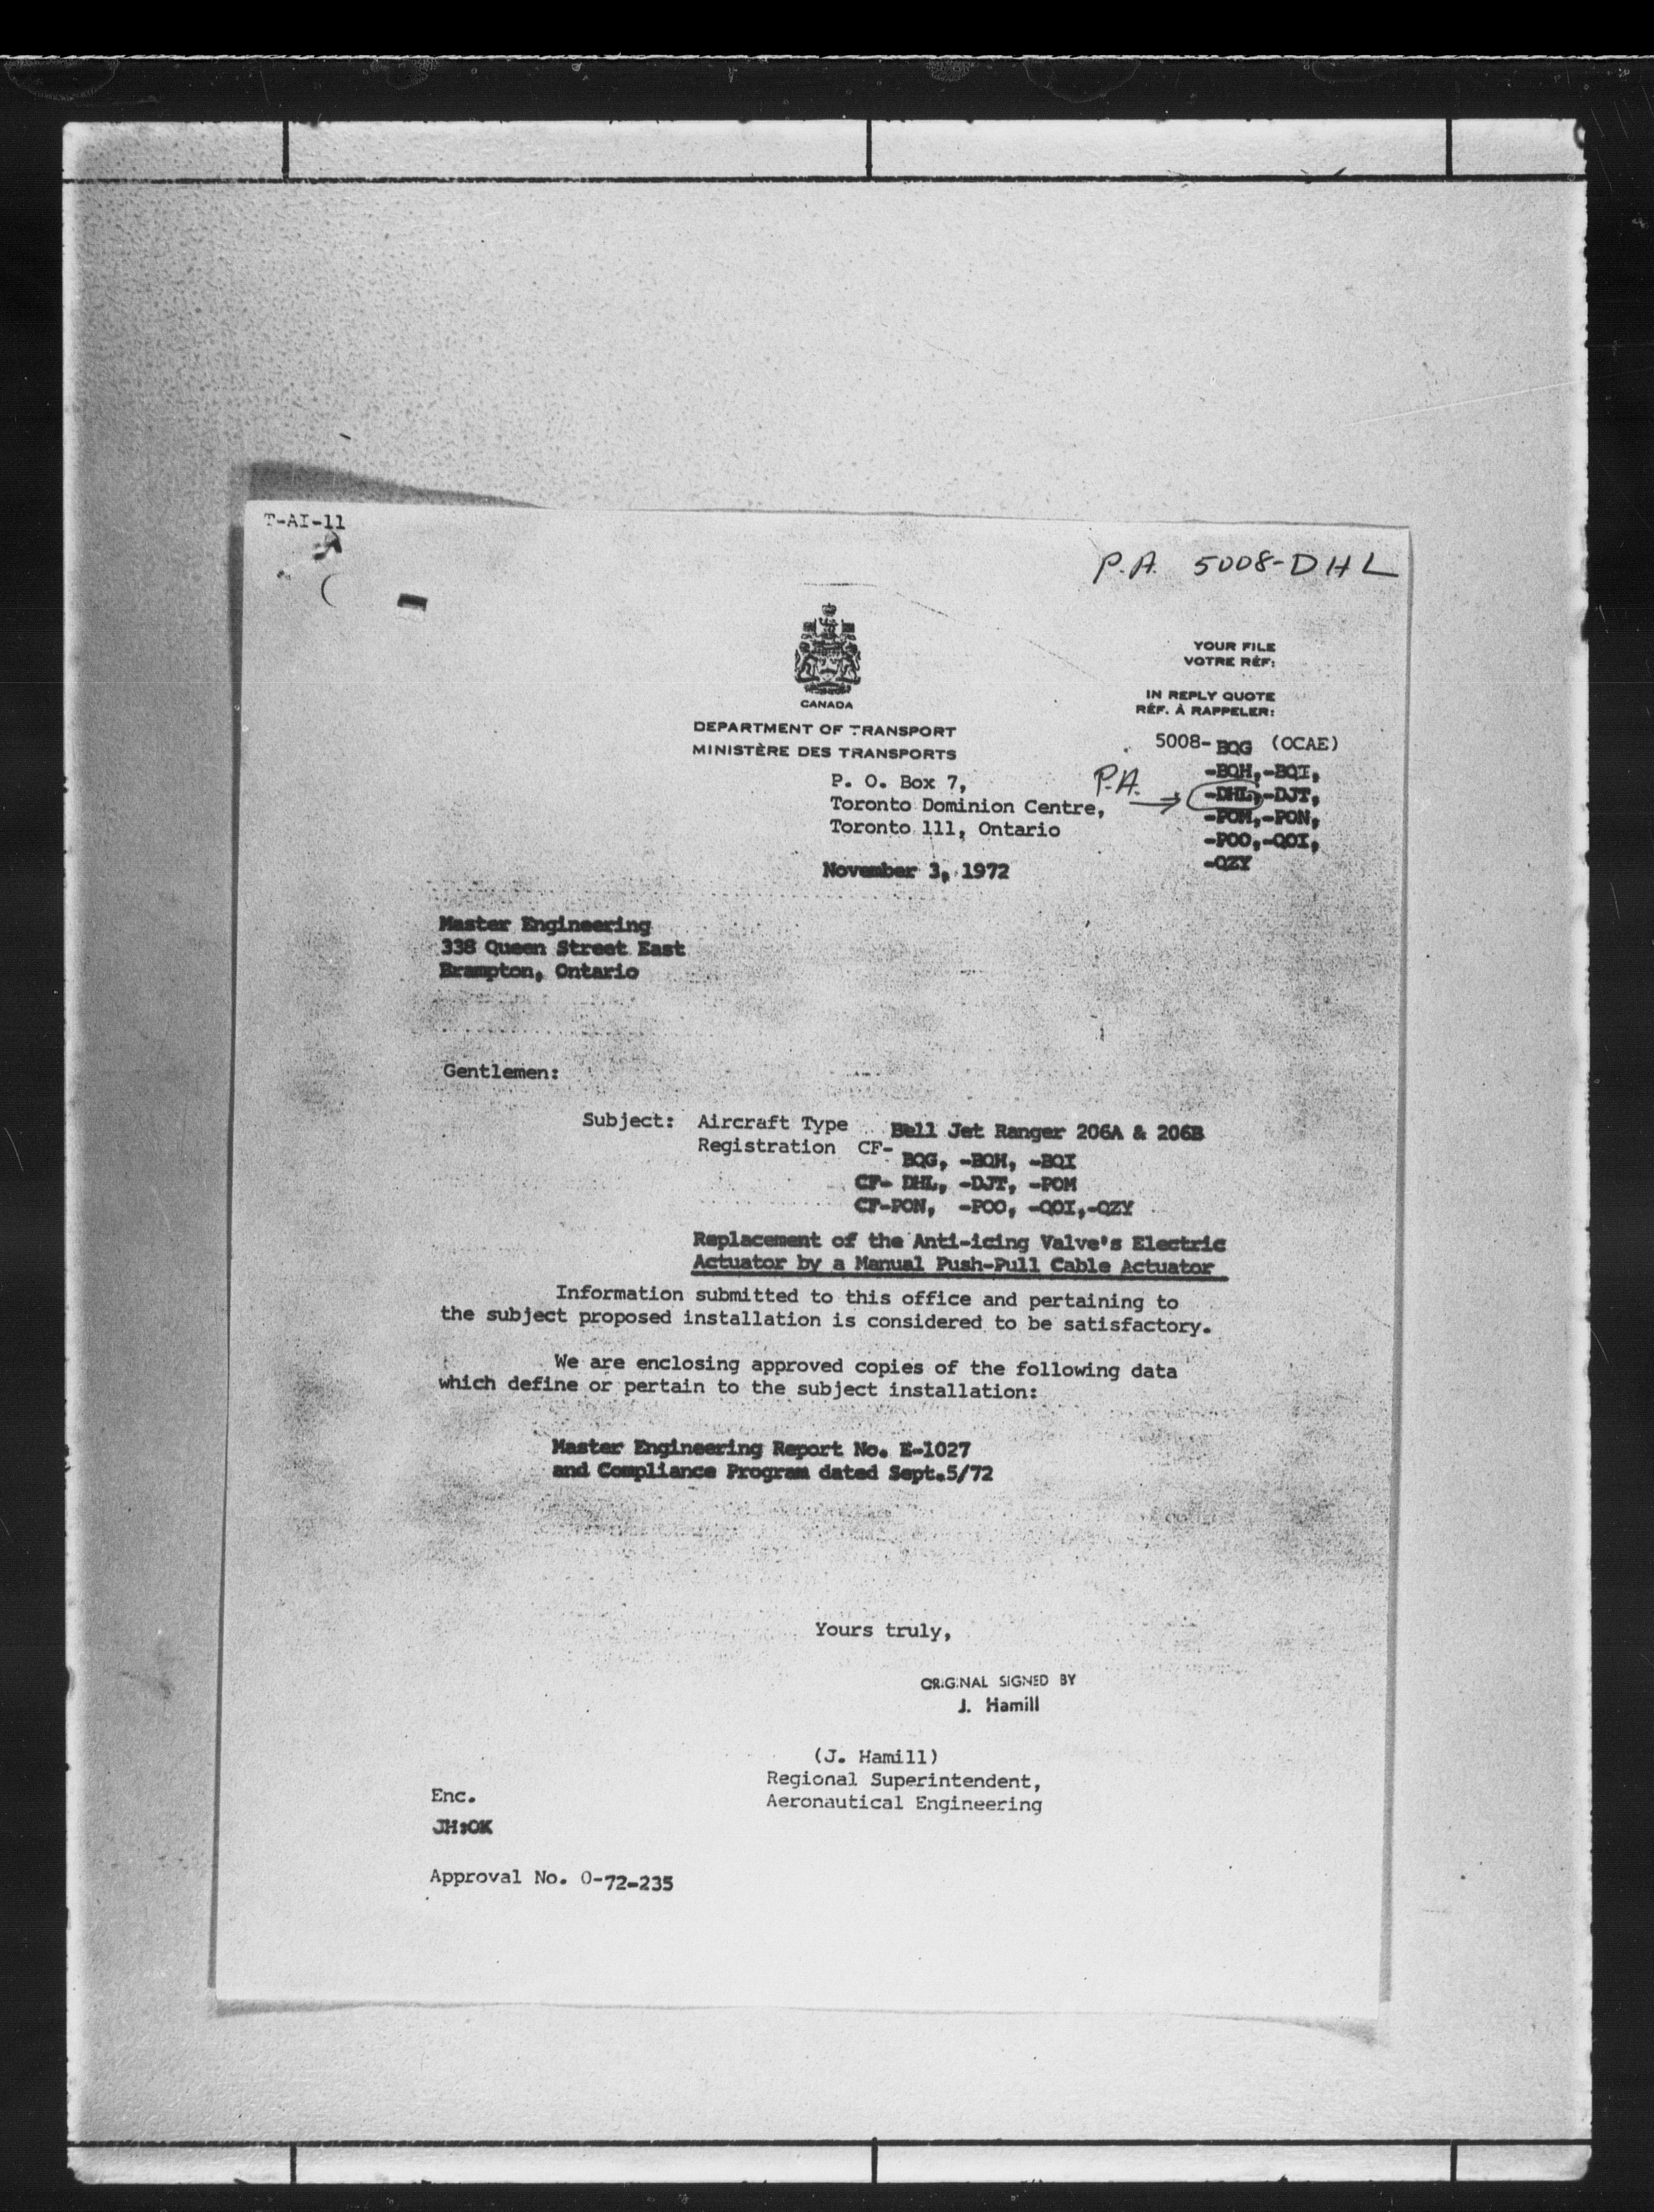 T-AI-11
P.A. 5008-DHL
CANADA
DEPARTMENT OF TRANSPORT
MINISTÈRE DES TRANSPORTS
YOUR FILE
VOTRE RÉF:
IN REPLY QUOTE
RÉF. À RAPPELER:
5008-BQG (OCAE)
-BQH,-BQI,
P.A. → -DHL,-DJT,
-POM,-PON,
-POO,-QOI,
-QZY
P. O. Box 7,
Toronto Dominion Centre,
Toronto 111, Ontario
November 3, 1972
Master Engineering
338 Queen Street East
Brampton, Ontario
Gentlemen:
Subject: Aircraft Type Bell Jet Ranger 206A & 206B
Registration CF-BQG, -BQH, -BQI
CF- DHL, -DJT, -POM
CF-PON, -POO, -QOI,-QZY
Replacement of the Anti-icing Valve's Electric
Actuator by a Manual Push-Pull Cable Actuator
Information submitted to this office and pertaining to
the subject proposed installation is considered to be satisfactory.
We are enclosing approved copies of the following data
which define or pertain to the subject installation:
Master Engineering Report No. E-1027
and Compliance Program dated Sept.5/72
Yours truly,
ORIGINAL SIGNED BY
J. Hamill
(J. Hamill)
Regional Superintendent,
Aeronautical Engineering
Enc.
JH:OK
Approval No. O-72-235